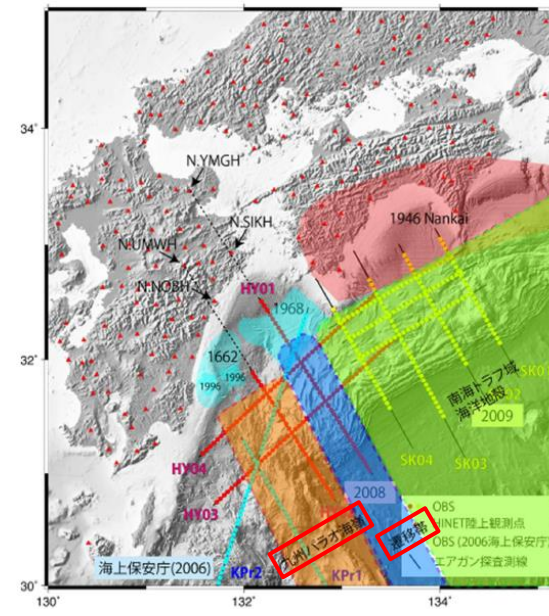 34˚
N.YMGH
1946 Nankai
N.SIKH
N.UMWH
N.NOBH
HY01
1968
32˚
1662
1996
1996
南海トラフ域
海洋地殻
2009
SK04
SK03
HY04
2008
HY03
OBS
HINET陸上観測点
OBS (2006海上保安庁)
エアガン探査測線
九州パラオ海嶺
遷移帯
海上保安庁(2006)
KPr2
KPr1
30˚
130˚
132˚
134˚